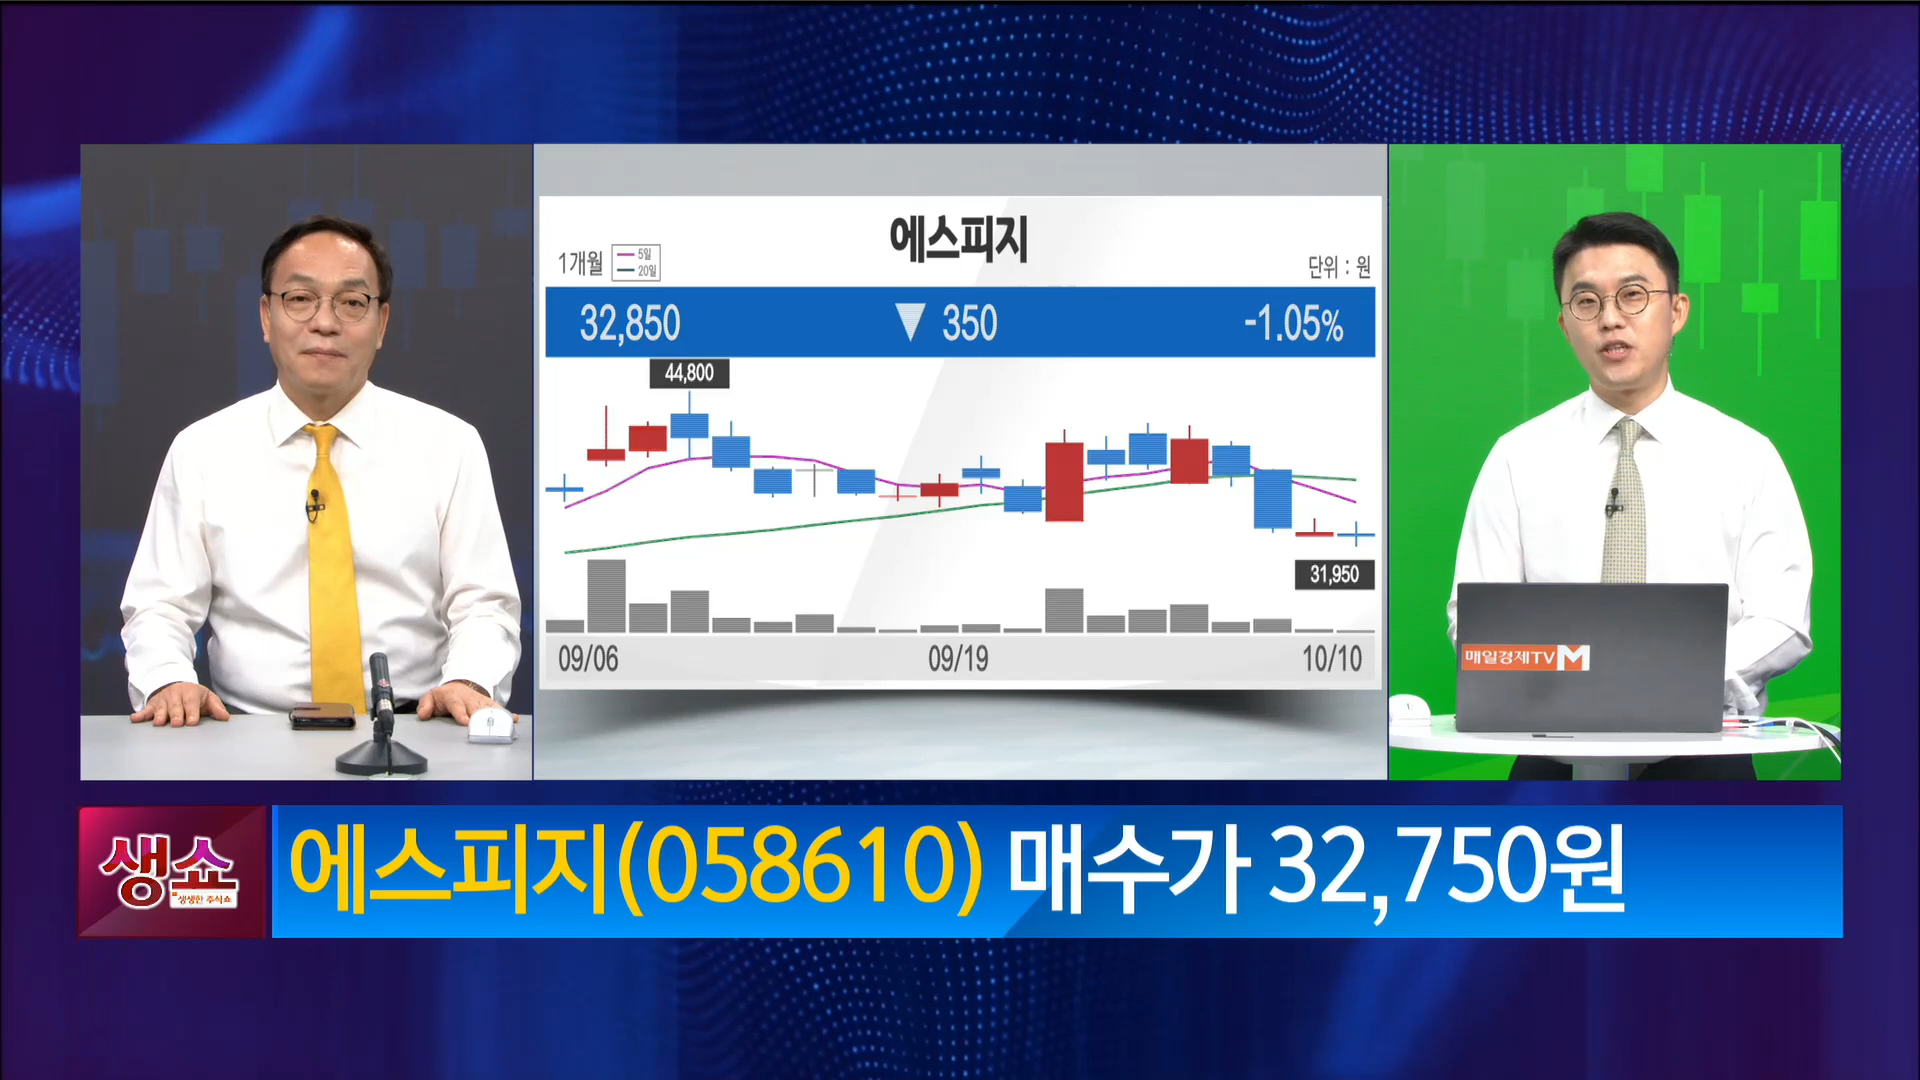 에스피지
1개월
5일
20일
단위 : 원
32,850 ▼ 350 -1.05%
44,800
31,950
09/06 09/19 10/10
매일경제TV M
생쇼
생생한 주식쇼
에스피지(058610) 매수가 32,750원